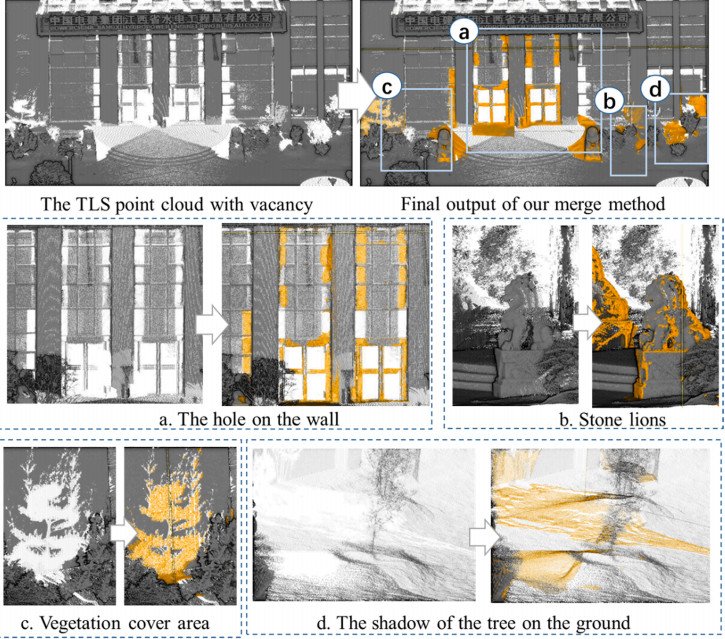 中国电建集团江西省水电工程局有限公司
中国电建集团江西省水电工程局有限公司
a
c
b
d
The TLS point cloud with vacancy
Final output of our merge method
a. The hole on the wall
b. Stone lions
c. Vegetation cover area
d. The shadow of the tree on the ground